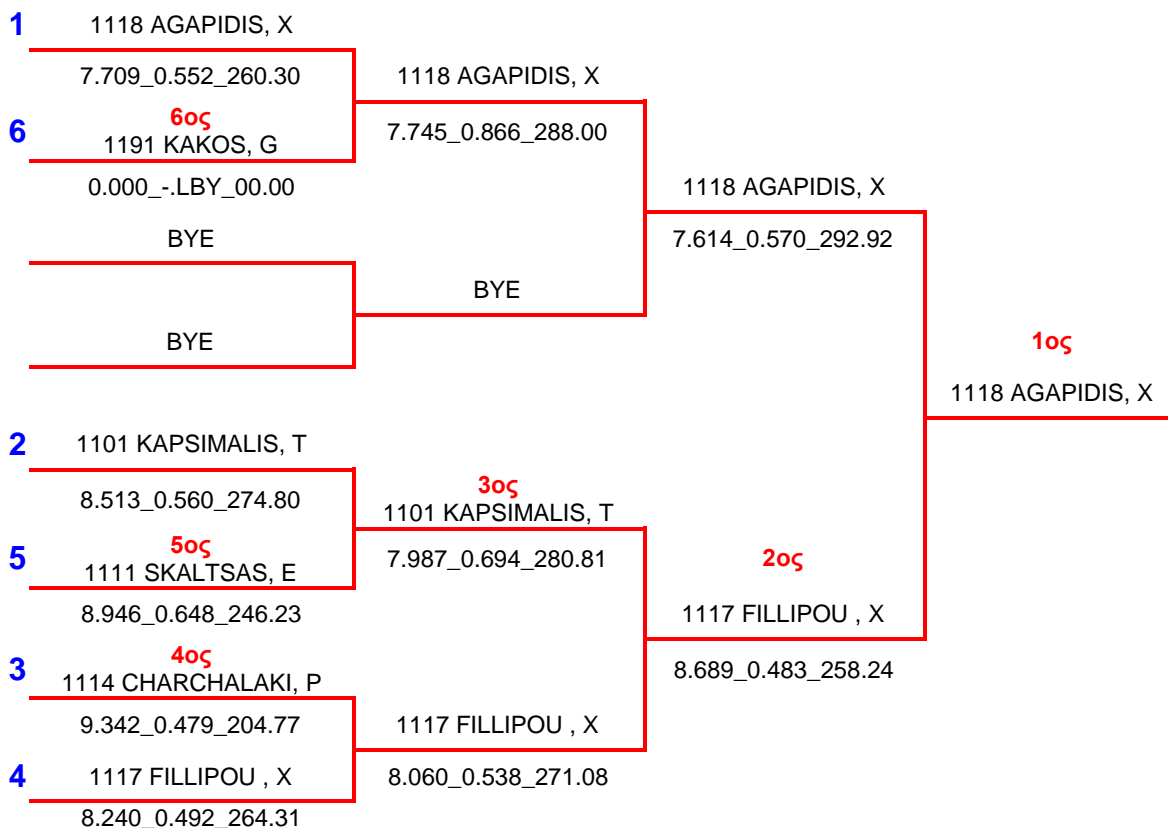 1
1118 AGAPIDIS, X
7.709_0.552_260.30
1118 AGAPIDIS, X
6ος
6
1191 KAKOS, G
7.745_0.866_288.00
0.000_-.LBY_00.00
1118 AGAPIDIS, X
BYE
7.614_0.570_292.92
BYE
BYE
1ος
1118 AGAPIDIS, X
2
1101 KAPSIMALIS, T
8.513_0.560_274.80
3ος
1101 KAPSIMALIS, T
5ος
5
1111 SKALTSAS, E
7.987_0.694_280.81
2ος
8.946_0.648_246.23
1117 FILLIPOU , X
4ος
3
1114 CHARCHALAKI, P
8.689_0.483_258.24
9.342_0.479_204.77
1117 FILLIPOU , X
4
1117 FILLIPOU , X
8.060_0.538_271.08
8.240_0.492_264.31